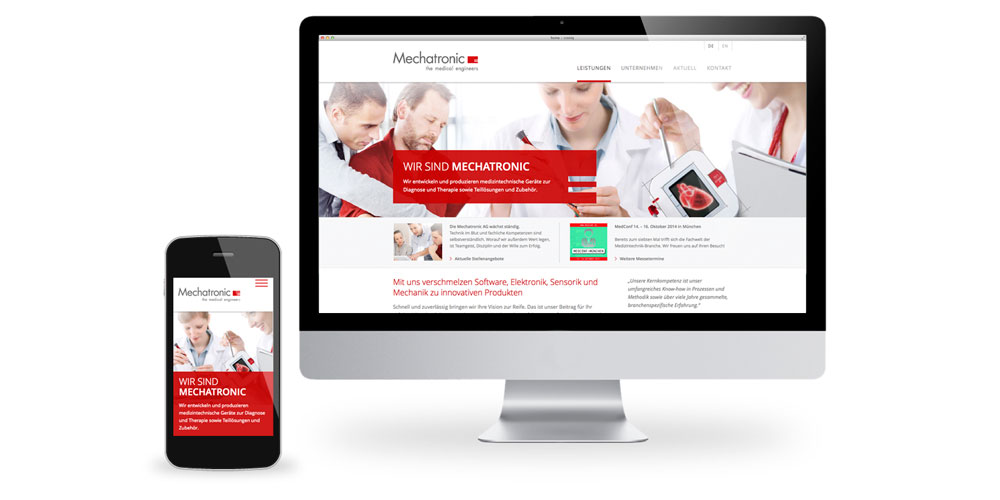 home – cseidg
DE EN
Mechatronic
the medical engineers
LEISTUNGEN UNTERNEHMEN AKTUELL KONTAKT
WIR SIND MECHATRONIC
Wir entwickeln und produzieren medizintechnische Geräte zur
Diagnose und Therapie sowie Teillösungen und Zubehör.
Die Mechatronic AG wächst ständig.
Technik im Blut und fachliche Kompetenzen sind
selbstverständlich. Worauf wir außerdem Wert legen,
ist Teamgeist, Disziplin und der Wille zum Erfolg.
Aktuelle Stellenangebote
MedConf 14. – 16. Oktober 2014 in München
Bereits zum siebten Mal trifft sich die Fachwelt der
Medizintechnik-Branche. Wir freuen uns auf Ihren Besuch!
Weitere Messetermine
Mit uns verschmelzen Software, Elektronik, Sensorik und
Mechanik zu innovativen Produkten
Schnell und zuverlässig bringen wir Ihre Vision zur Reife. Das ist unser Beitrag für Ihr
„Unsere Kernkompetenz ist unser
umfangreiches Know-how in Prozessen und
Methodik sowie über viele Jahre gesammelte,
branchenspezifische Erfahrung."
Mechatronic
the medical engineers
WIR SIND
MECHATRONIC
Wir entwickeln und produzieren
medizintechnische Geräte zur Diagnose
und Therapie sowie Teillösungen und
Zubehör.